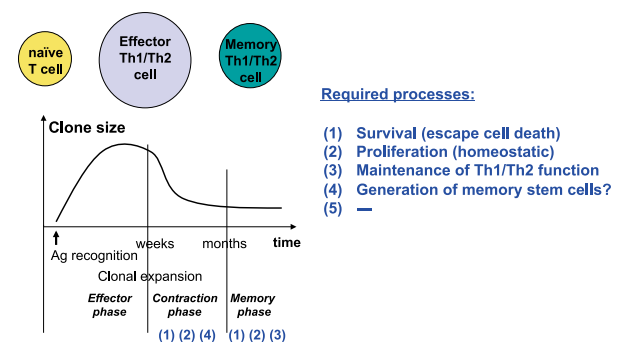 naïve
T cell
Effector
Th1/Th2
cell
Memory
Th1/Th2
cell
Required processes:
(1) Survival (escape cell death)
(2) Proliferation (homeostatic)
(3) Maintenance of Th1/Th2 function
(4) Generation of memory stem cells?
(5) —
Clone size
weeks
months
time
Ag recognition
Clonal expansion
Effector
phase
Contraction
phase
Memory
phase
(1) (2) (4)
(1) (2) (3)